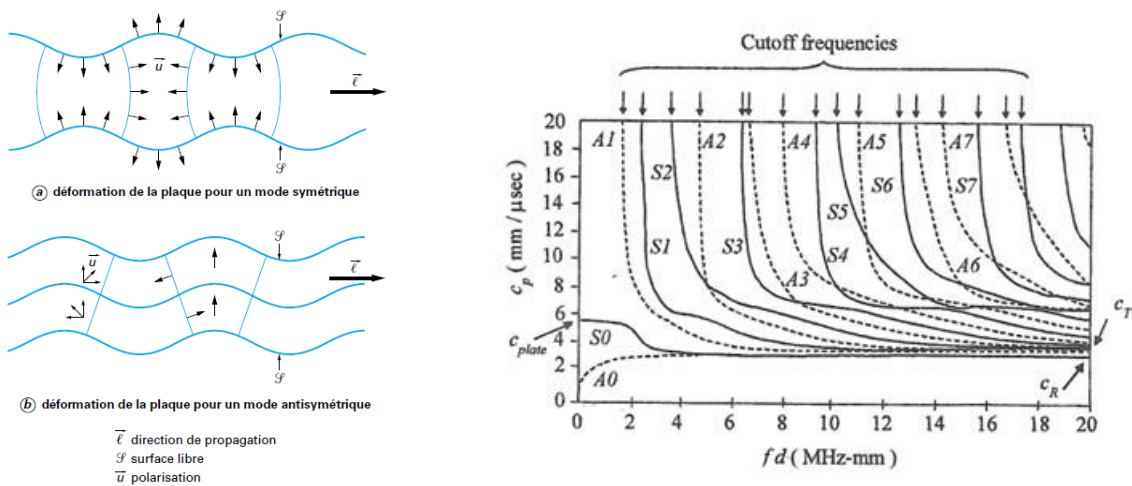 𝒮
u⃗
ℓ⃗
𝒮
ⓐ déformation de la plaque pour un mode symétrique
𝒮
u⃗
ℓ⃗
𝒮
ⓑ déformation de la plaque pour un mode antisymétrique
ℓ⃗ direction de propagation
𝒮 surface libre
u⃗ polarisation
Cutoff frequencies
c_p ( mm / μsec)
20
18
16
14
12
10
8
6
4
2
0
A1
A2
A4
A5
A7
S2
S6
S7
S5
S1
S3
S4
A3
A6
c_T
c_plate
S0
A0
c_R
0 2 4 6 8 10 12 14 16 18 20
f d ( MHz-mm )